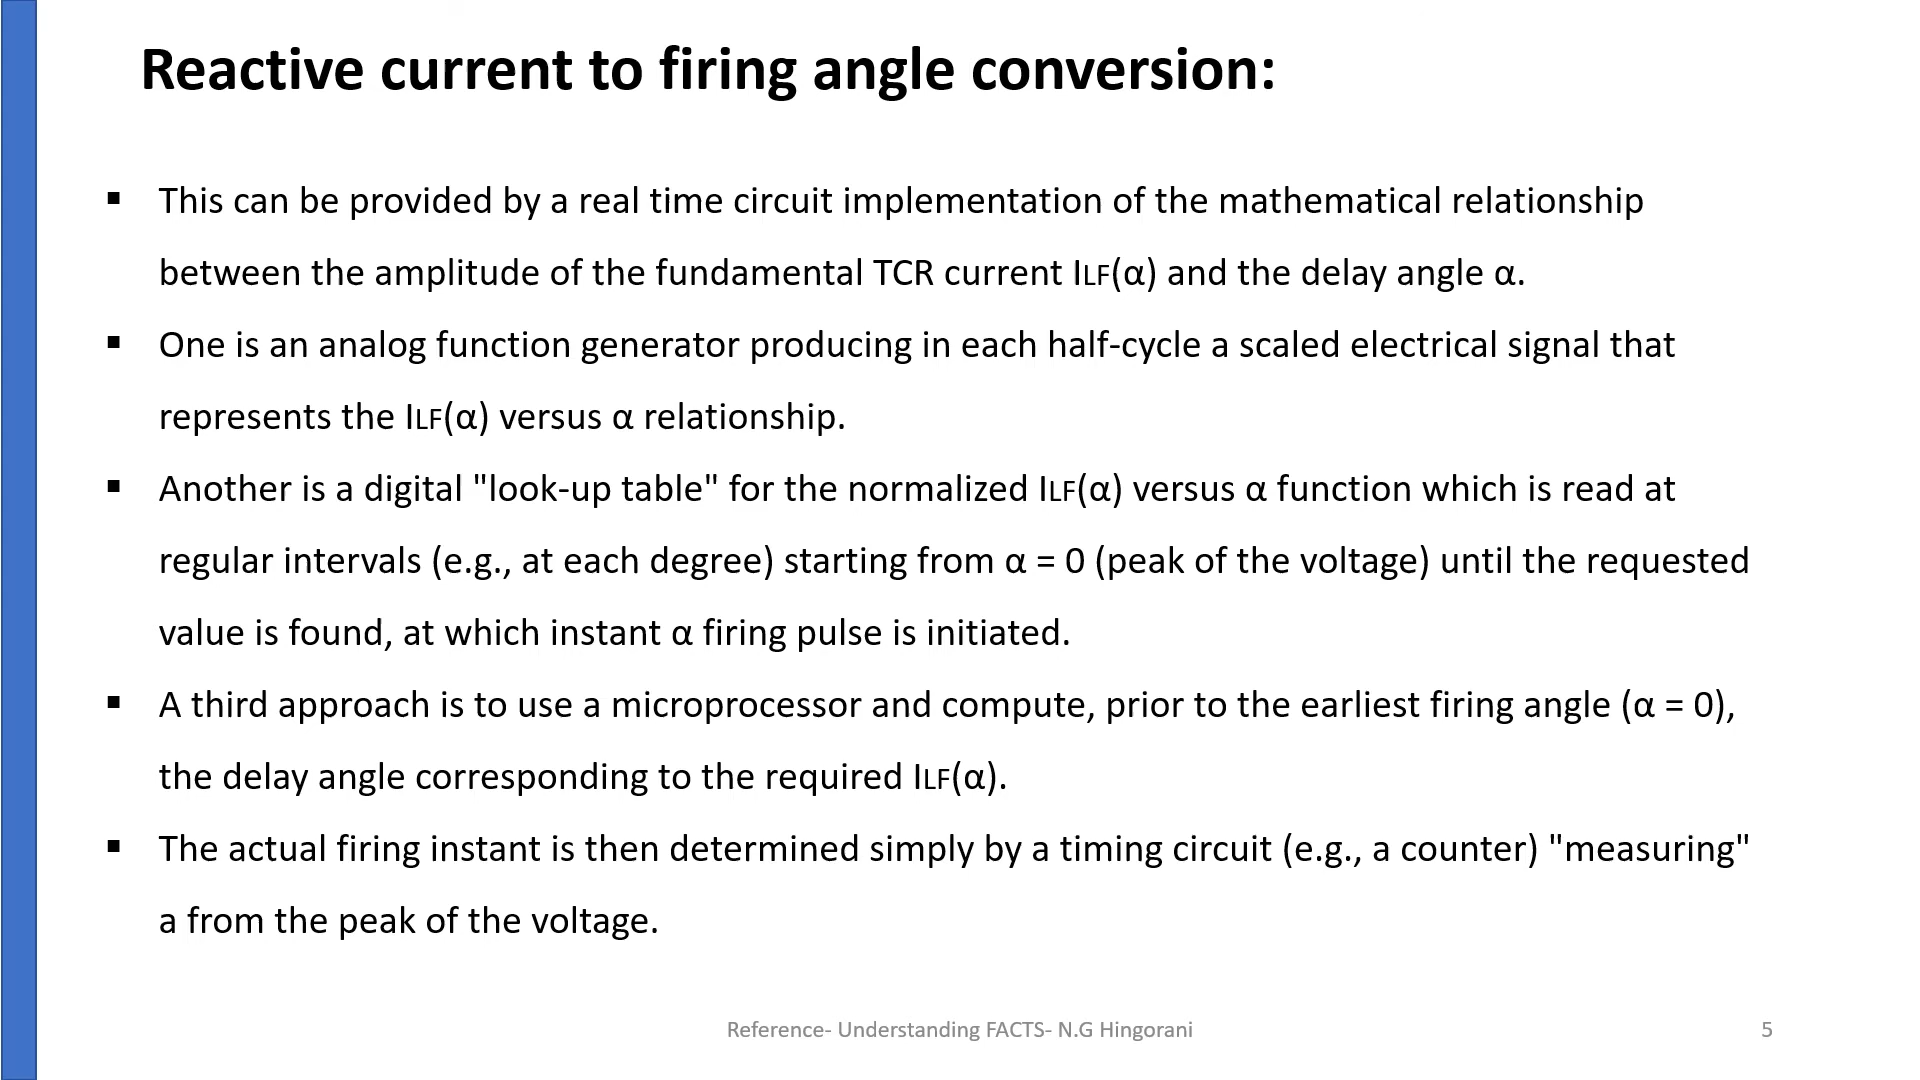 Reactive current to firing angle conversion:
▪ This can be provided by a real time circuit implementation of the mathematical relationship
between the amplitude of the fundamental TCR current ILF(α) and the delay angle α.
▪ One is an analog function generator producing in each half-cycle a scaled electrical signal that
represents the ILF(α) versus α relationship.
▪ Another is a digital "look-up table" for the normalized ILF(α) versus α function which is read at
regular intervals (e.g., at each degree) starting from α = 0 (peak of the voltage) until the requested
value is found, at which instant α firing pulse is initiated.
▪ A third approach is to use a microprocessor and compute, prior to the earliest firing angle (α = 0),
the delay angle corresponding to the required ILF(α).
▪ The actual firing instant is then determined simply by a timing circuit (e.g., a counter) "measuring"
a from the peak of the voltage.
Reference- Understanding FACTS- N.G Hingorani
5